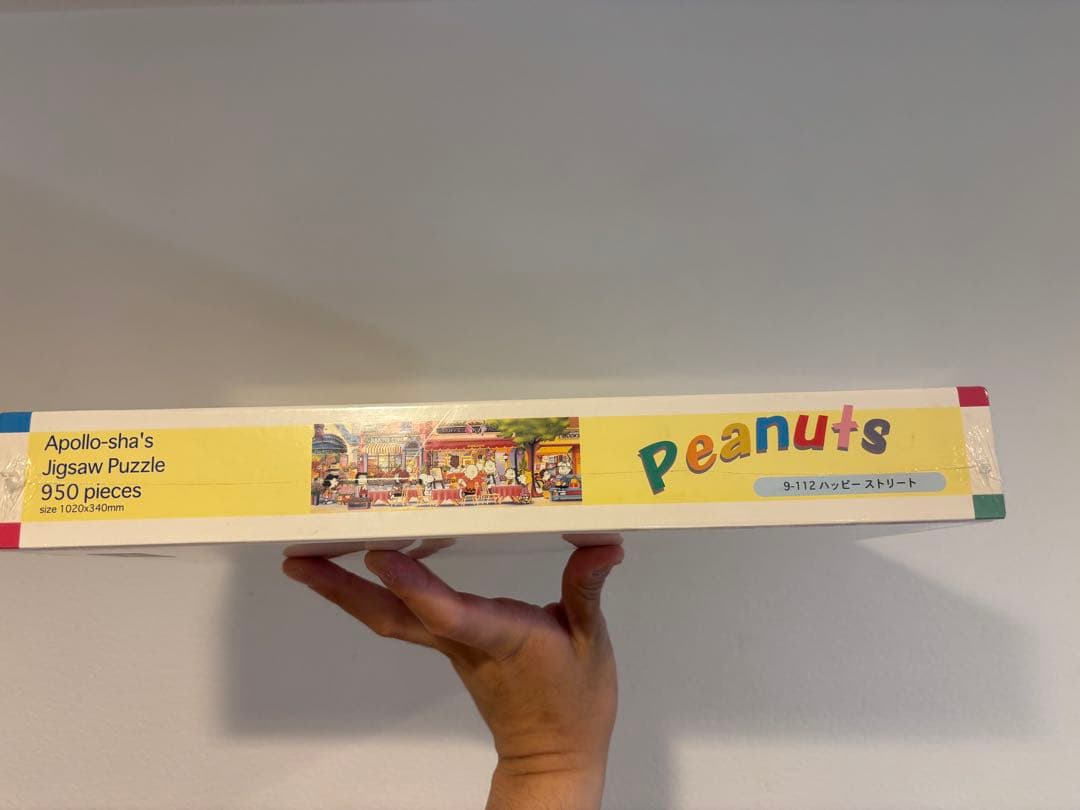 Apollo-sha's
Jigsaw Puzzle
950 pieces
size 1020x340mm
Peanuts
9-112 ハッピー ストリート